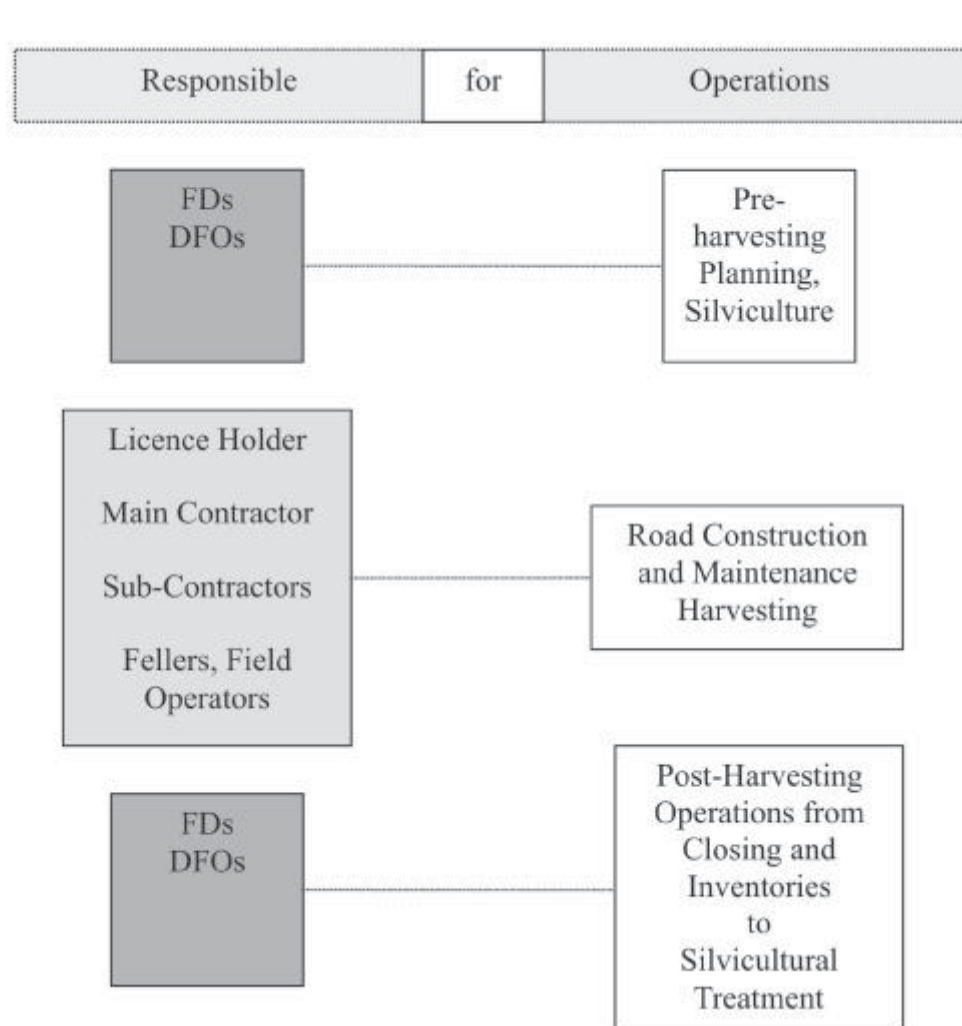 Responsible for Operations
FDs
DFOs
Pre-
harvesting
Planning,
Silviculture
Licence Holder
Main Contractor
Sub-Contractors
Fellers, Field
Operators
Road Construction
and Maintenance
Harvesting
FDs
DFOs
Post-Harvesting
Operations from
Closing and
Inventories
to
Silvicultural
Treatment